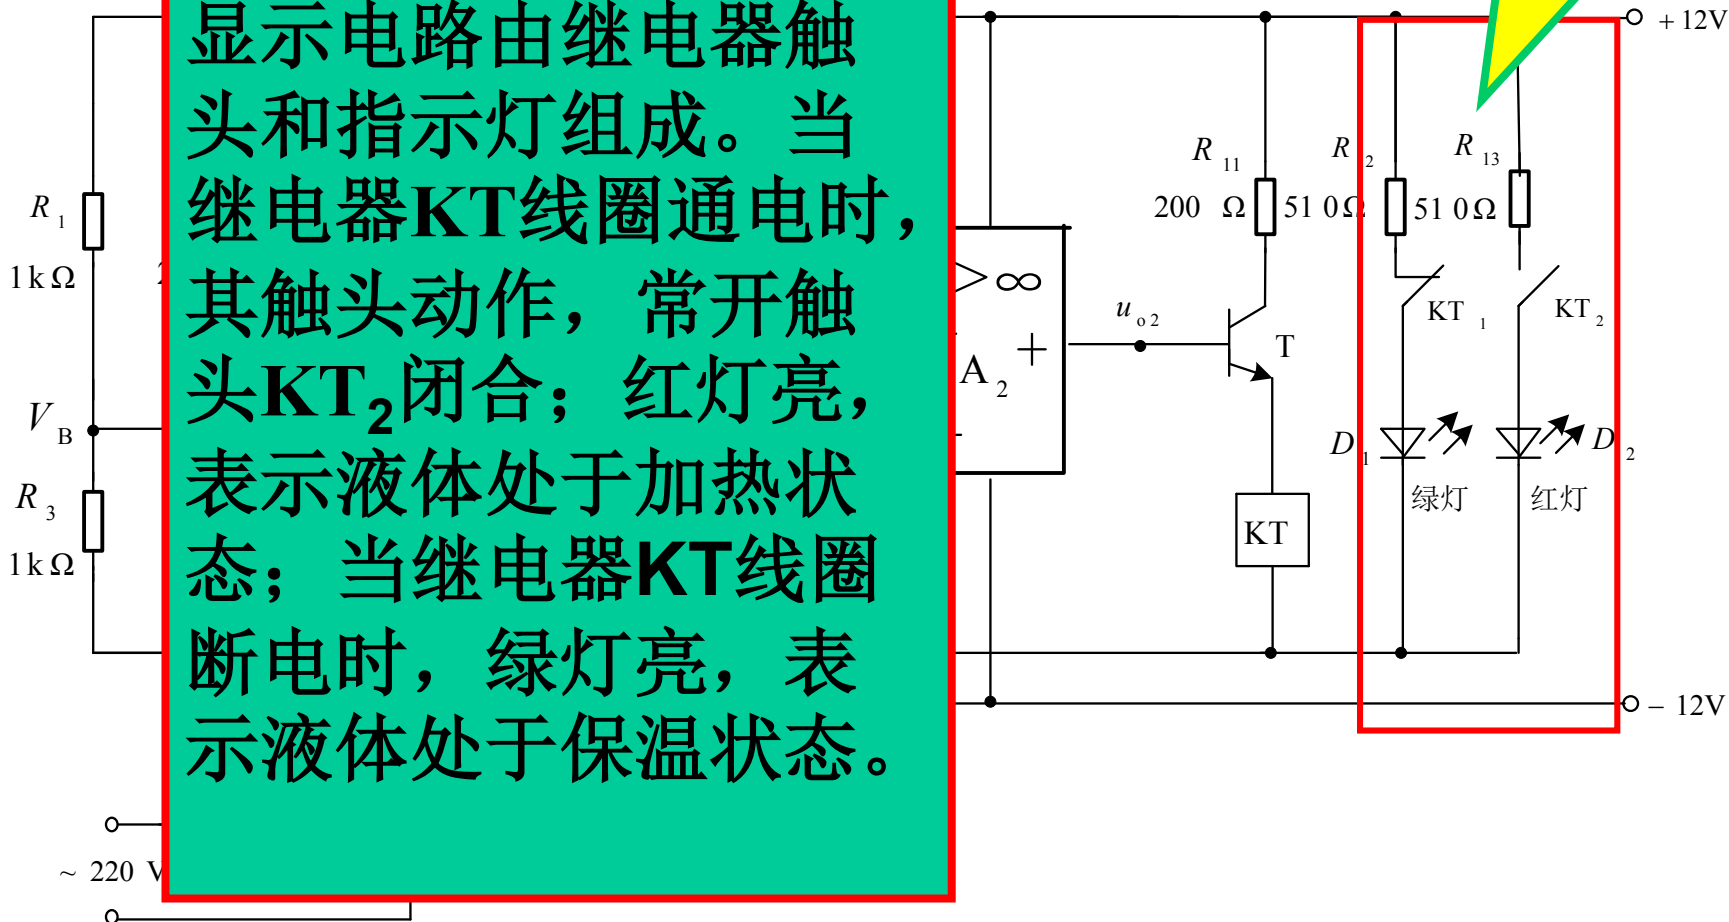 显示电路由继电器触
头和指示灯组成。当
继电器KT线圈通电时，
其触头动作，常开触
头KT₂闭合；红灯亮，
表示液体处于加热状
态；当继电器KT线圈
断电时，绿灯亮，表
示液体处于保温状态。
+12V
R₁
1kΩ
V_B
R₃
1kΩ
~ 220 V
∞
+
A₂
-
u_o2
R₁₁
200 Ω
T
KT
R ₂
510Ω
KT₁
D₁
绿灯
R₁₃
510Ω
KT₂
D₂
红灯
– 12V